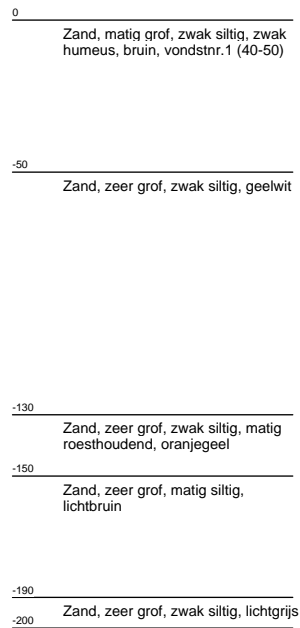 0
Zand, matig grof, zwak siltig, zwak
humeus, bruin, vondstnr.1 (40-50)
-50
Zand, zeer grof, zwak siltig, geelwit
-130
Zand, zeer grof, zwak siltig, matig
roesthoudend, oranjegeel
-150
Zand, zeer grof, matig siltig,
lichtbruin
-190
Zand, zeer grof, zwak siltig, lichtgrijs
-200